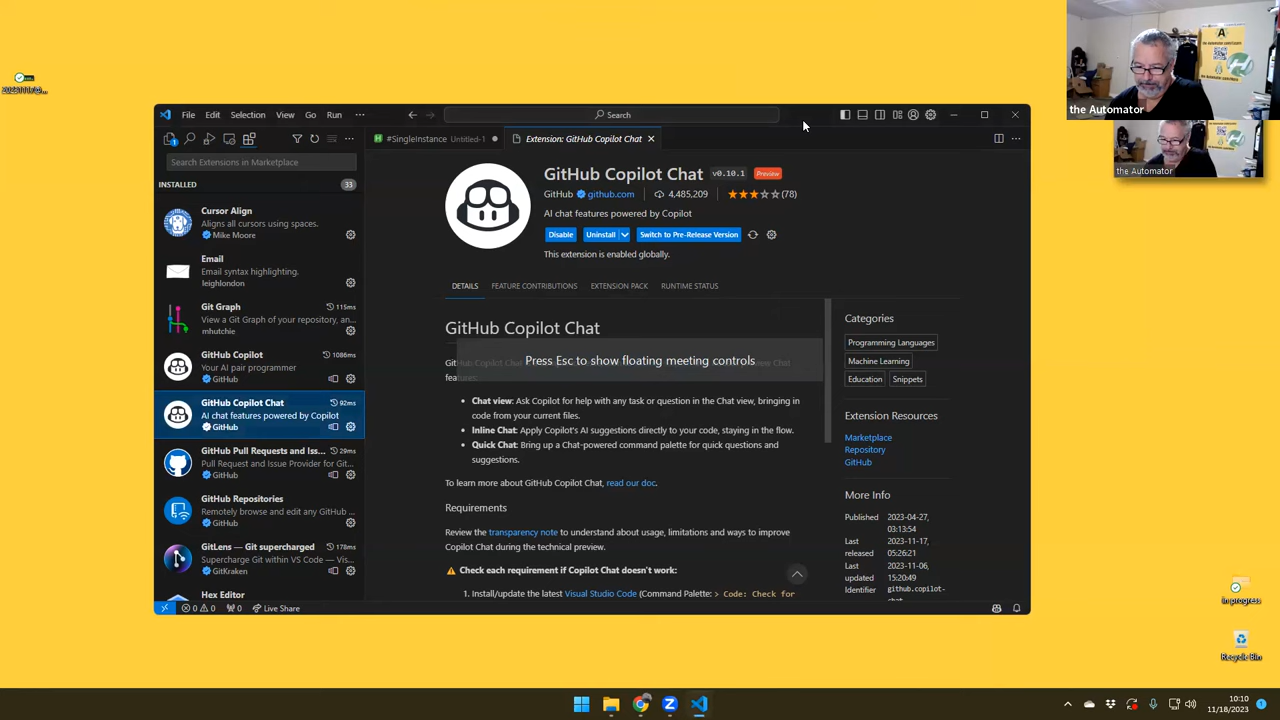 the Automator
the Automator
File Edit Selection View Go Run ···
Search
#SingleInstance Untitled-1
Extension: GitHub Copilot Chat
Search Extensions in Marketplace
INSTALLED 33
Cursor Align
Aligns all cursors using spaces.
Mike Moore
Email
Email syntax highlighting.
leighlondon
Git Graph 115ms
View a Git Graph of your repository, an...
mhutchie
GitHub Copilot 1086ms
Your AI pair programmer
GitHub
GitHub Copilot Chat 92ms
AI chat features powered by Copilot
GitHub
GitHub Pull Requests and Iss... 29ms
Pull Request and Issue Provider for Git...
GitHub
GitHub Repositories
Remotely browse and edit any GitHub ...
GitHub
GitLens — Git supercharged 178ms
Supercharge Git within VS Code — Vis...
GitKraken
Hex Editor
GitHub Copilot Chat v0.10.1 Preview
GitHub github.com 4,485,209 (78)
AI chat features powered by Copilot
Disable Uninstall Switch to Pre-Release Version
This extension is enabled globally.
DETAILS FEATURE CONTRIBUTIONS EXTENSION PACK RUNTIME STATUS
GitHub Copilot Chat
Press Esc to show floating meeting controls
Chat view: Ask Copilot for help with any task or question in the Chat view, bringing in
code from your current files.
Inline Chat: Apply Copilot's AI suggestions directly to your code, staying in the flow.
Quick Chat: Bring up a Chat-powered command palette for quick questions and
suggestions.
To learn more about GitHub Copilot Chat, read our doc.
Requirements
Review the transparency note to understand about usage, limitations and ways to improve
Copilot Chat during the technical preview.
Check each requirement if Copilot Chat doesn't work:
1. Install/update the latest Visual Studio Code (Command Palette: > Code: Check for
Categories
Programming Languages
Machine Learning
Education Snippets
Extension Resources
Marketplace
Repository
GitHub
More Info
Published 2023-04-27,
03:13:54
Last 2023-11-17,
released 05:26:21
Last 2023-11-06,
updated 15:20:49
Identifier github.copilot-
chat
0 0 0 Live Share
In progress
Recycle Bin
10:10
11/18/2023